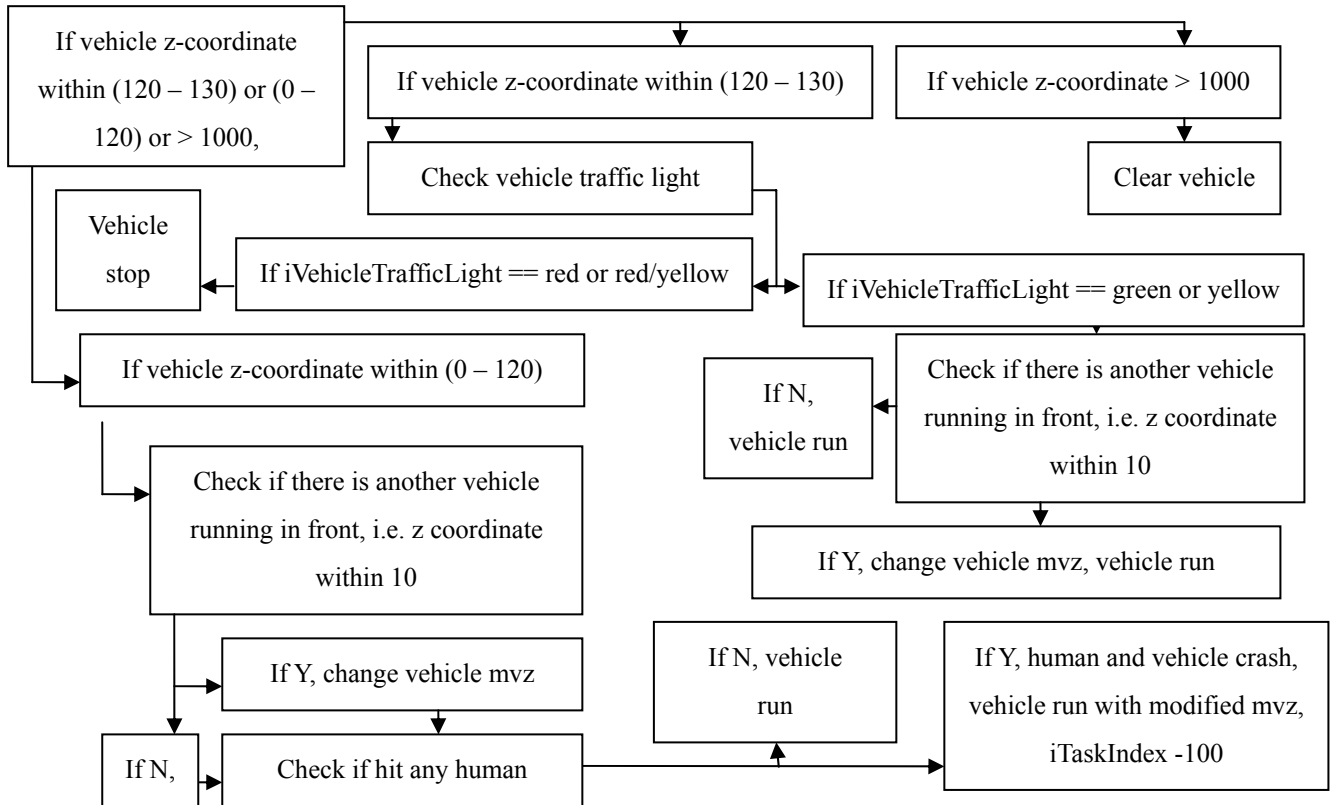 If vehicle z-coordinate
within (120 – 130) or (0 –
120) or > 1000,
If vehicle z-coordinate within (120 – 130)
If vehicle z-coordinate > 1000
Check vehicle traffic light
Clear vehicle
Vehicle
stop
If iVehicleTrafficLight == red or red/yellow
If iVehicleTrafficLight == green or yellow
If vehicle z-coordinate within (0 – 120)
If N,
vehicle run
Check if there is another vehicle
running in front, i.e. z coordinate
within 10
Check if there is another vehicle
running in front, i.e. z coordinate
within 10
If Y, change vehicle mvz, vehicle run
If Y, change vehicle mvz
If N, vehicle
run
If Y, human and vehicle crash,
vehicle run with modified mvz,
iTaskIndex -100
If N,
Check if hit any human